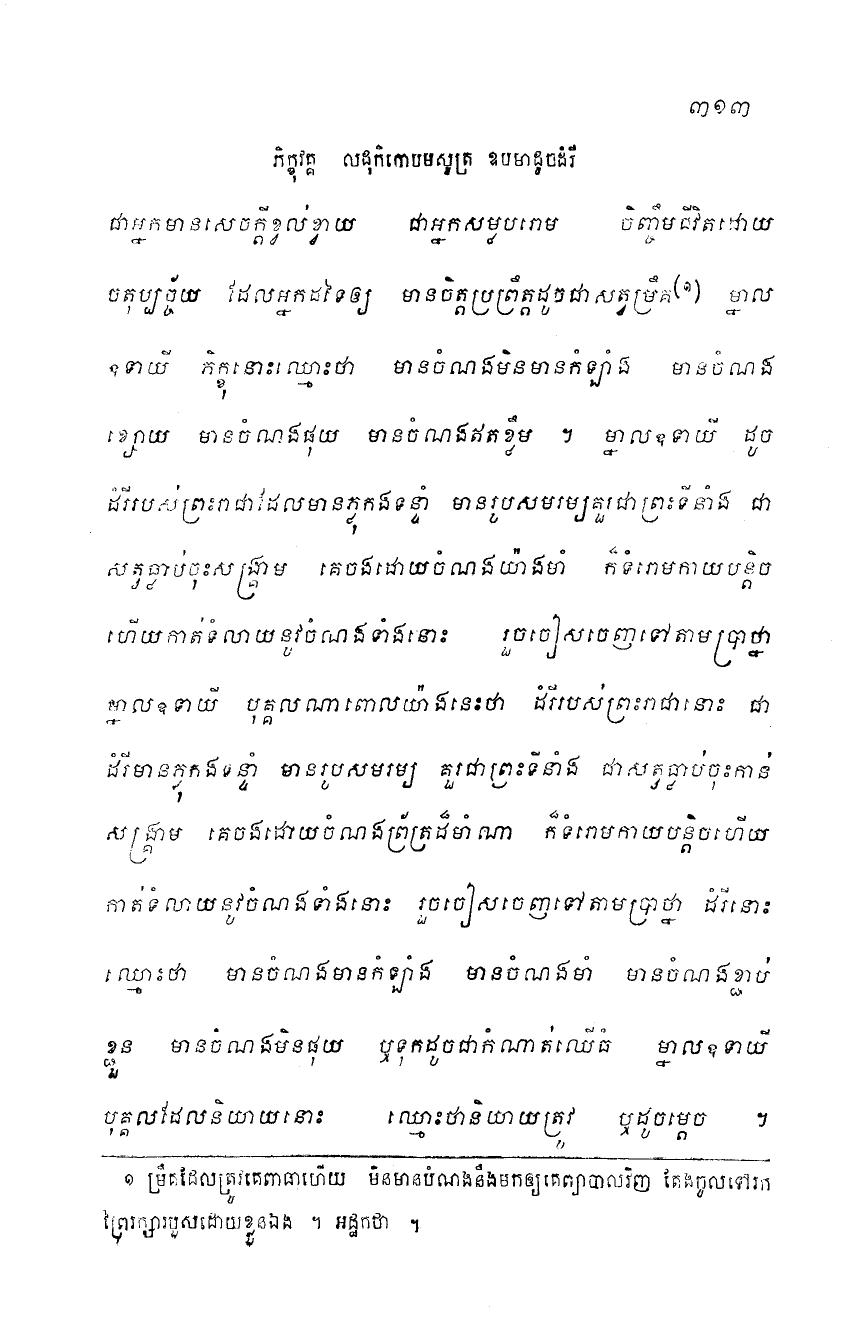 ៣១៣
ភិក្ខុវគ្គ លដុកិកោបមសូត្រ ឧបមាដូចដំរី
ជាអ្នកមានសេចក្តីខ្វល់ខ្វាយ ជាអ្នកសម្ងូបរោម ចិញ្ចឹមជីវិតដោយ
ចតុប្បច្ច័យ ដែលអ្នកដទៃឲ្យ មានចិត្តប្រព្រឹត្តដូចជាសត្វម្រឹគ(១) ម្នាល
ឧទាយី ភិក្ខុនោះឈ្មោះថា មានចំណងមិនមានកំឡាំង មានចំណង
ខ្សោយ មានចំណងផុយ មានចំណងឥតខ្លឹម ។ ម្នាលឧទាយី ដូច
ដំរីរបស់ព្រះរាជាដែលមានភ្លុកងទន្ទាំ មានរូបសមរម្យគួរជាព្រះទីនាំង ជា
សត្វធ្លាប់ចុះសង្គ្រាម គេចងដោយចំណងយ៉ាងមាំ ក៏ទំរោមកាយបន្តិច
ហើយកាត់ទំលាយនូវចំណងទាំងនោះ រួចចៀសចេញទៅតាមប្រាថ្នា
ម្នាលឧទាយី បុគ្គលណាពោលយ៉ាងនេះថា ដំរីរបស់ព្រះរាជានោះ ជា
ដំរីមានភ្លុកងទន្ទាំ មានរូបសមរម្យ គួរជាព្រះទីនាំង ជាសត្វធ្លាប់ចុះកាន់
សង្គ្រាម គេចងដោយចំណងព្រ័ត្រដ៏មាំណា ក៏ទំរោមកាយបន្តិចហើយ
កាត់ទំលាយនូវចំណងទាំងនោះ រួចចៀសចេញទៅតាមប្រាថ្នា ដំរីនោះ
ឈ្មោះថា មានចំណងមានកំឡាំង មានចំណងមាំ មានចំណងខ្ជាប់
ខ្ជួន មានចំណងមិនផុយ ឬទុកដូចជាកំណាត់ឈើធំ ម្នាលឧទាយី
បុគ្គលដែលនិយាយនោះ ឈ្មោះថានិយាយត្រូវ ឬដូចម្តេច ។
១ ម្រឹគដែលត្រូវគេពាធាហើយ មិនមានបំណងនឹងមកឲ្យគេព្យាបាលវិញ តែងចូលទៅរក
ព្រៃរក្សារបួសដោយខ្លួនឯង ។ អដ្ឋកថា ។